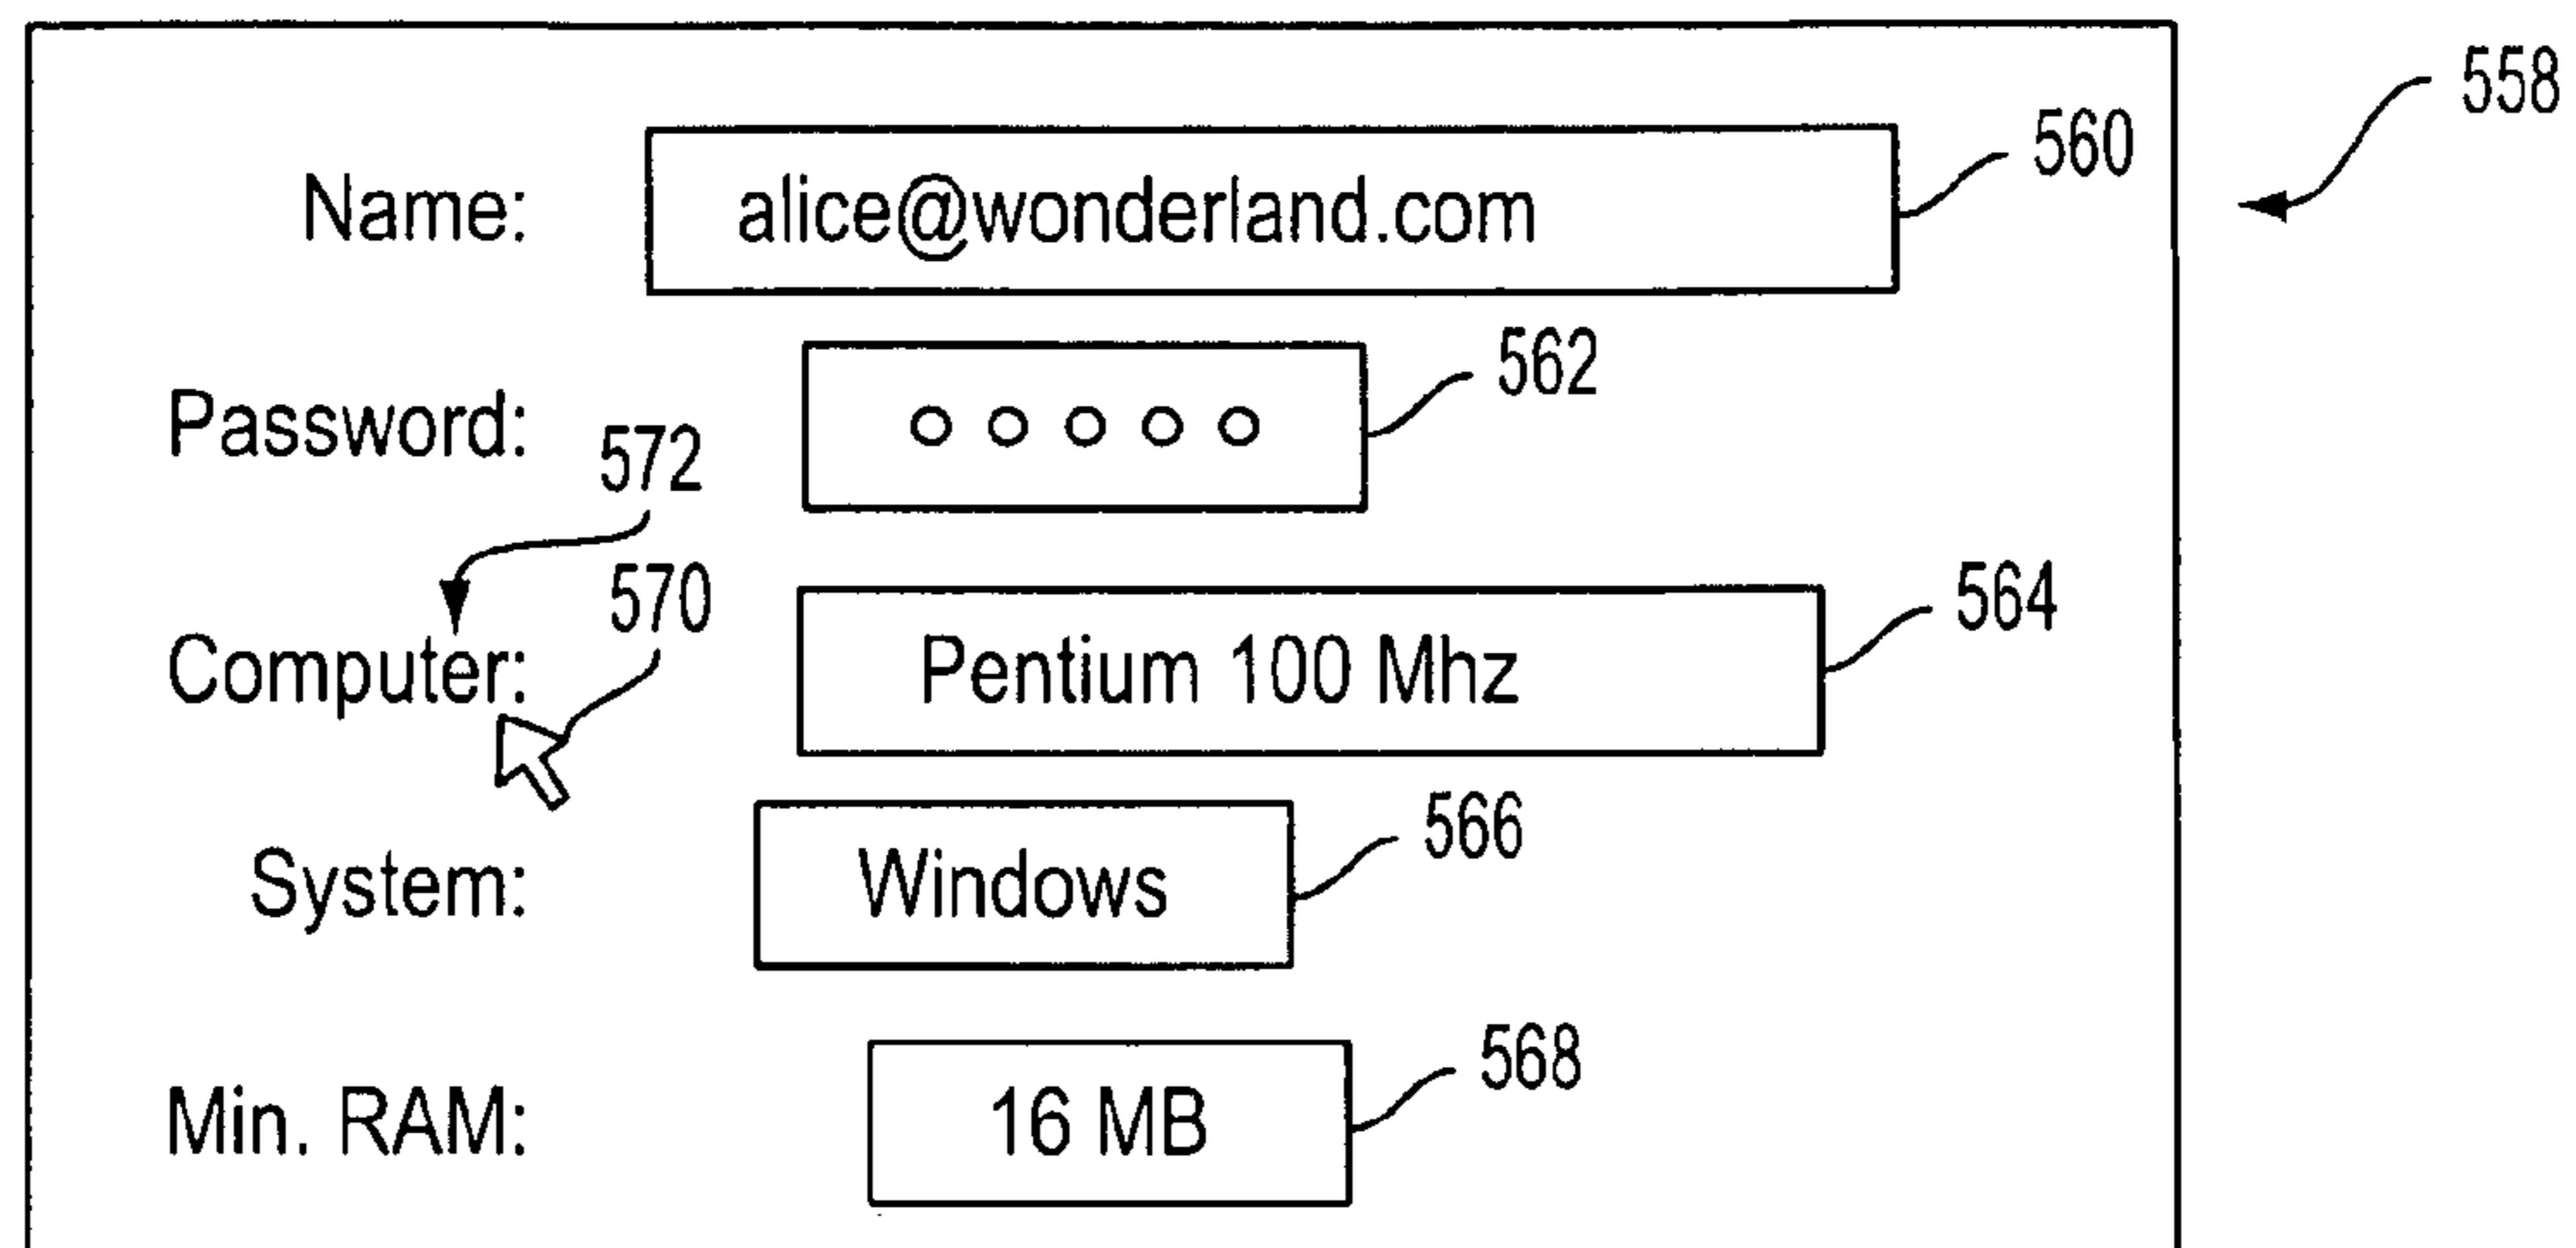 558
Name: alice@wonderland.com 560
Password: ooooo 562
572
570
Computer: Pentium 100 Mhz 564
System: Windows 566
Min. RAM: 16 MB 568